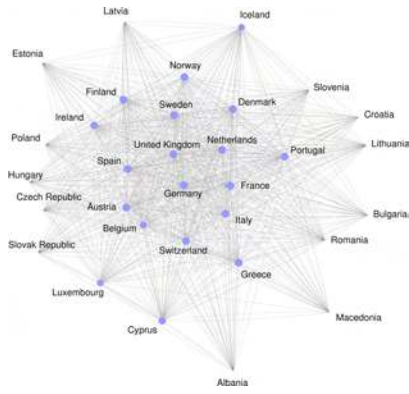 Latvia
Iceland
Estonia
Norway
Slovenia
Finland
Sweden
Denmark
Croatia
Ireland
Poland
United Kingdom
Netherlands
Lithuania
Portugal
Spain
Hungary
Germany
France
Czech Republic
Austria
Bulgaria
Belgium
Italy
Slovak Republic
Switzerland
Romania
Greece
Luxembourg
Macedonia
Cyprus
Albania